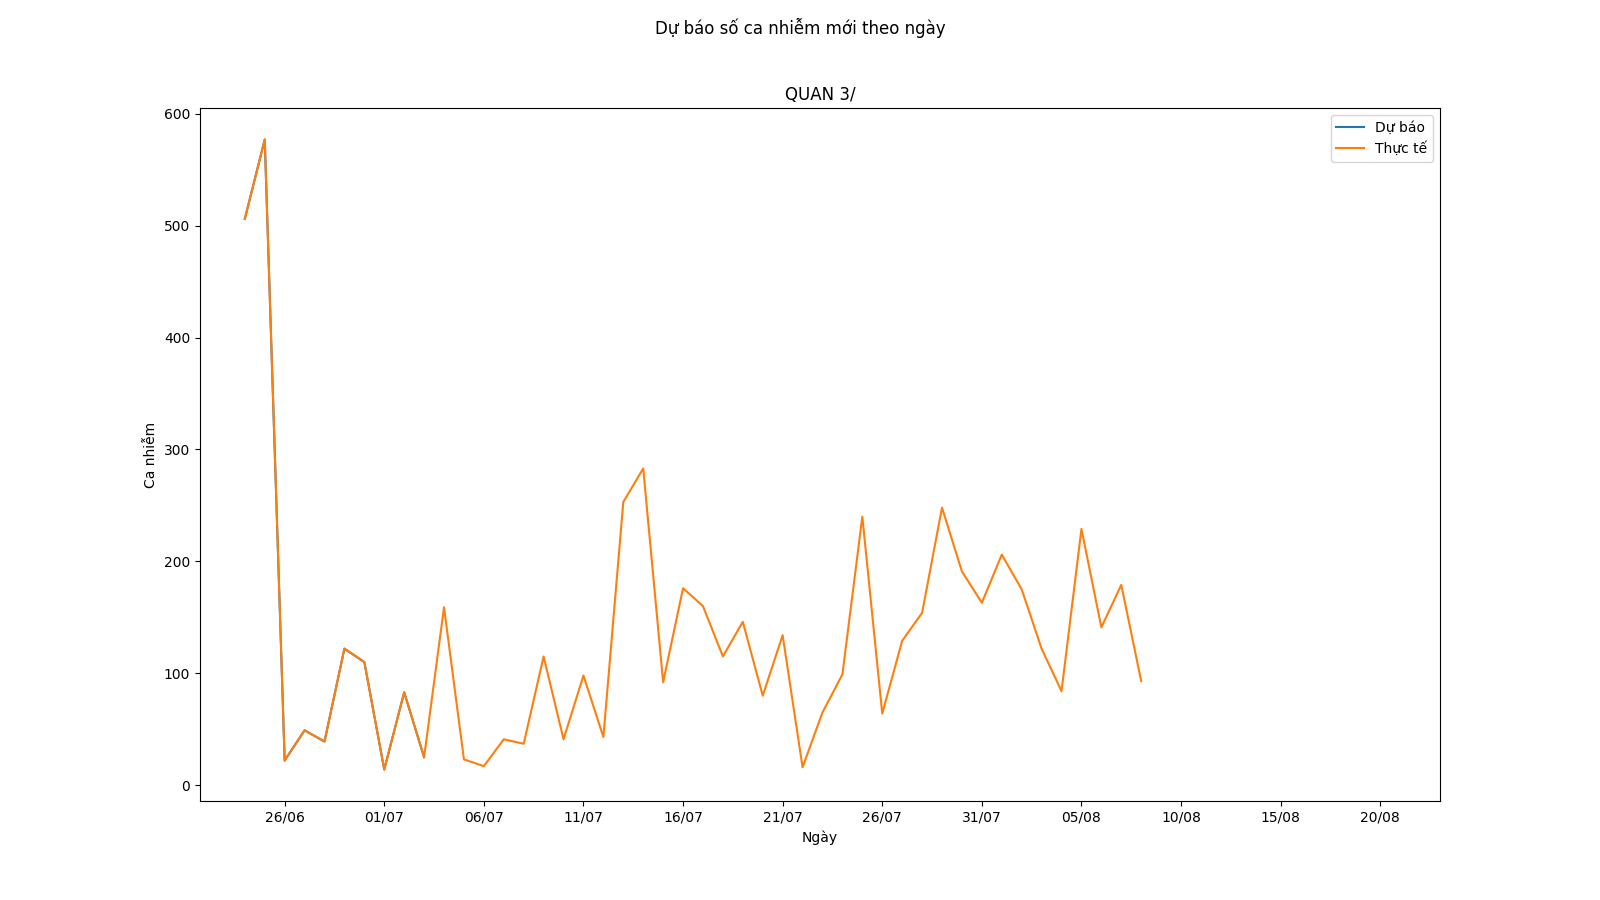 Dự báo số ca nhiễm mới theo ngày
QUAN 3/
600
500
400
300
200
100
0
Ca nhiễm
Dự báo
Thực tế
26/06 01/07 06/07 11/07 16/07 21/07 26/07 31/07 05/08 10/08 15/08 20/08
Ngày